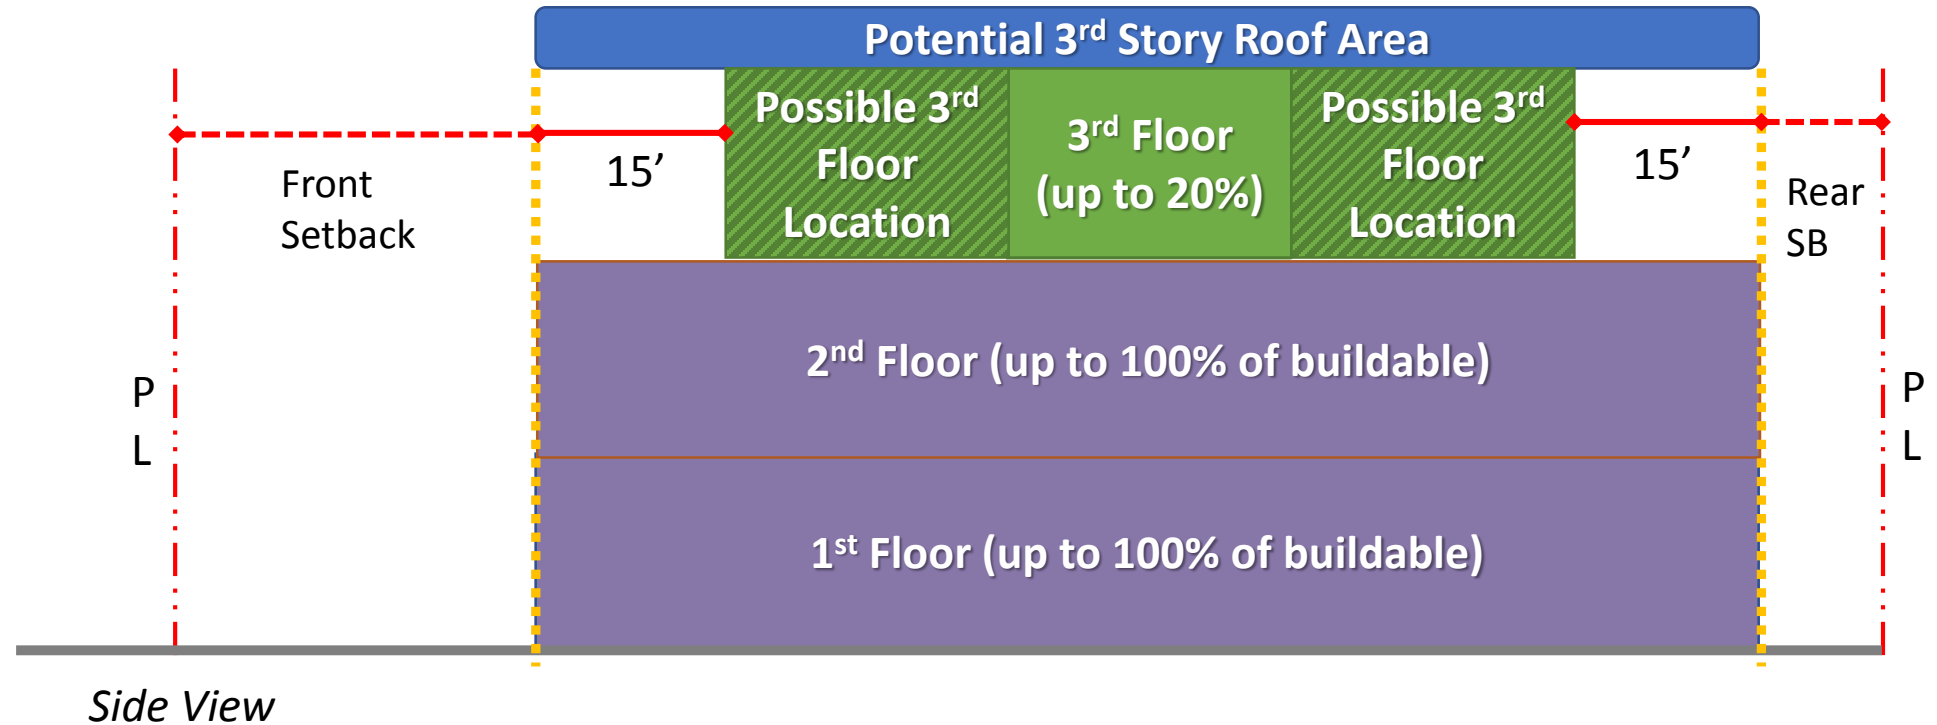 Potential 3rd Story Roof Area
Possible 3rd
Floor
Location
3rd Floor
(up to 20%)
Possible 3rd
Floor
Location
15’
15’
Front
Setback
Rear
SB
2nd Floor (up to 100% of buildable)
P
L
P
L
1st Floor (up to 100% of buildable)
Side View